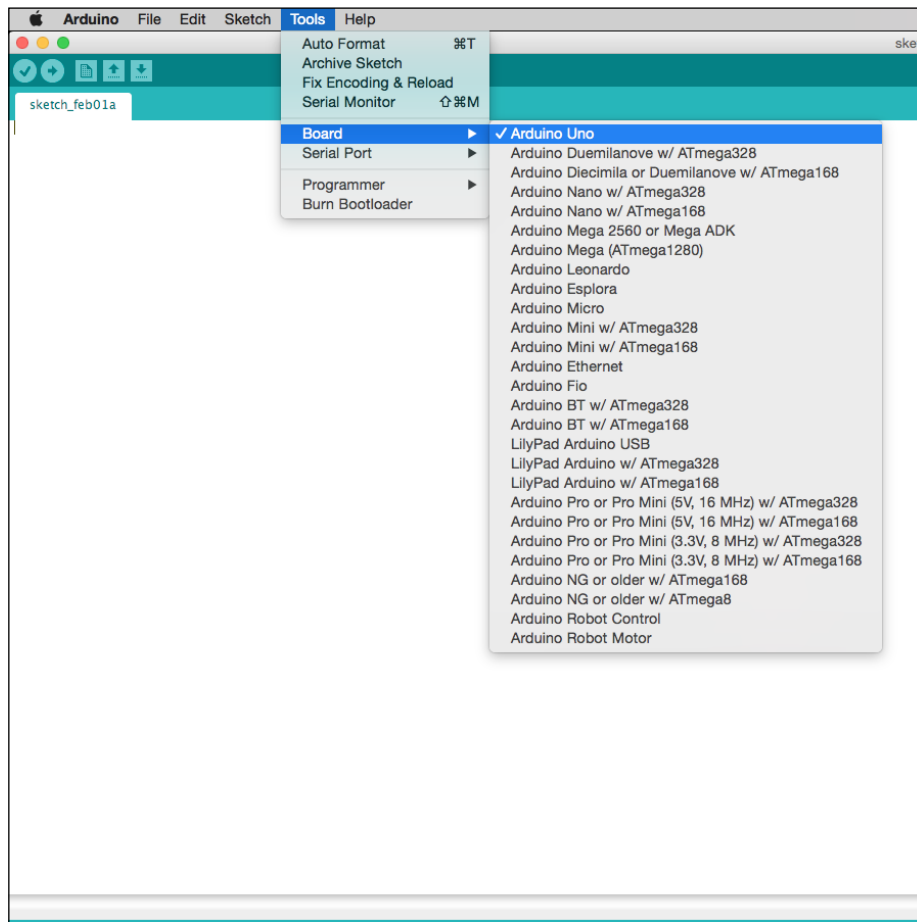 Arduino File Edit Sketch Tools Help
ske
sketch_feb01a
Auto Format ⌘T
Archive Sketch
Fix Encoding & Reload
Serial Monitor ⇧⌘M
Board ▶
Serial Port ▶
Programmer ▶
Burn Bootloader
✓ Arduino Uno
Arduino Duemilanove w/ ATmega328
Arduino Diecimila or Duemilanove w/ ATmega168
Arduino Nano w/ ATmega328
Arduino Nano w/ ATmega168
Arduino Mega 2560 or Mega ADK
Arduino Mega (ATmega1280)
Arduino Leonardo
Arduino Esplora
Arduino Micro
Arduino Mini w/ ATmega328
Arduino Mini w/ ATmega168
Arduino Ethernet
Arduino Fio
Arduino BT w/ ATmega328
Arduino BT w/ ATmega168
LilyPad Arduino USB
LilyPad Arduino w/ ATmega328
LilyPad Arduino w/ ATmega168
Arduino Pro or Pro Mini (5V, 16 MHz) w/ ATmega328
Arduino Pro or Pro Mini (5V, 16 MHz) w/ ATmega168
Arduino Pro or Pro Mini (3.3V, 8 MHz) w/ ATmega328
Arduino Pro or Pro Mini (3.3V, 8 MHz) w/ ATmega168
Arduino NG or older w/ ATmega168
Arduino NG or older w/ ATmega8
Arduino Robot Control
Arduino Robot Motor